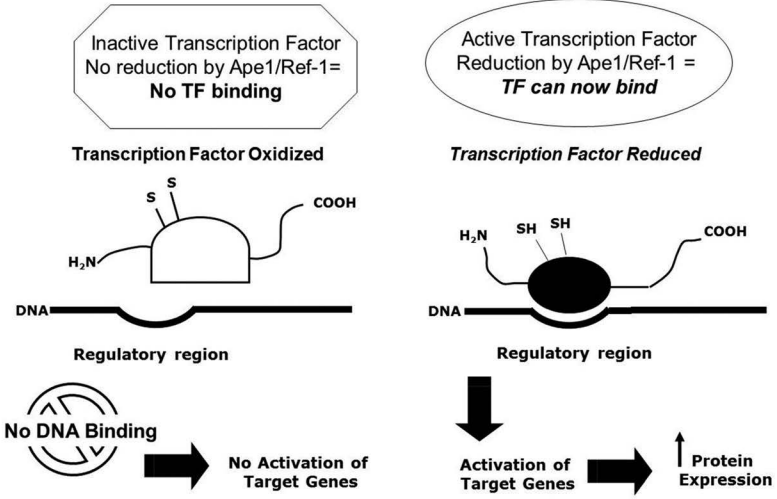 Inactive Transcription Factor
No reduction by Ape1/Ref-1=
No TF binding
Transcription Factor Oxidized
S
S
COOH
H₂N
DNA
Regulatory region
No DNA Binding
No Activation of
Target Genes
Active Transcription Factor
Reduction by Ape1/Ref-1 =
TF can now bind
Transcription Factor Reduced
SH
SH
H₂N
COOH
DNA
Regulatory region
Activation of
Target Genes
Protein
Expression